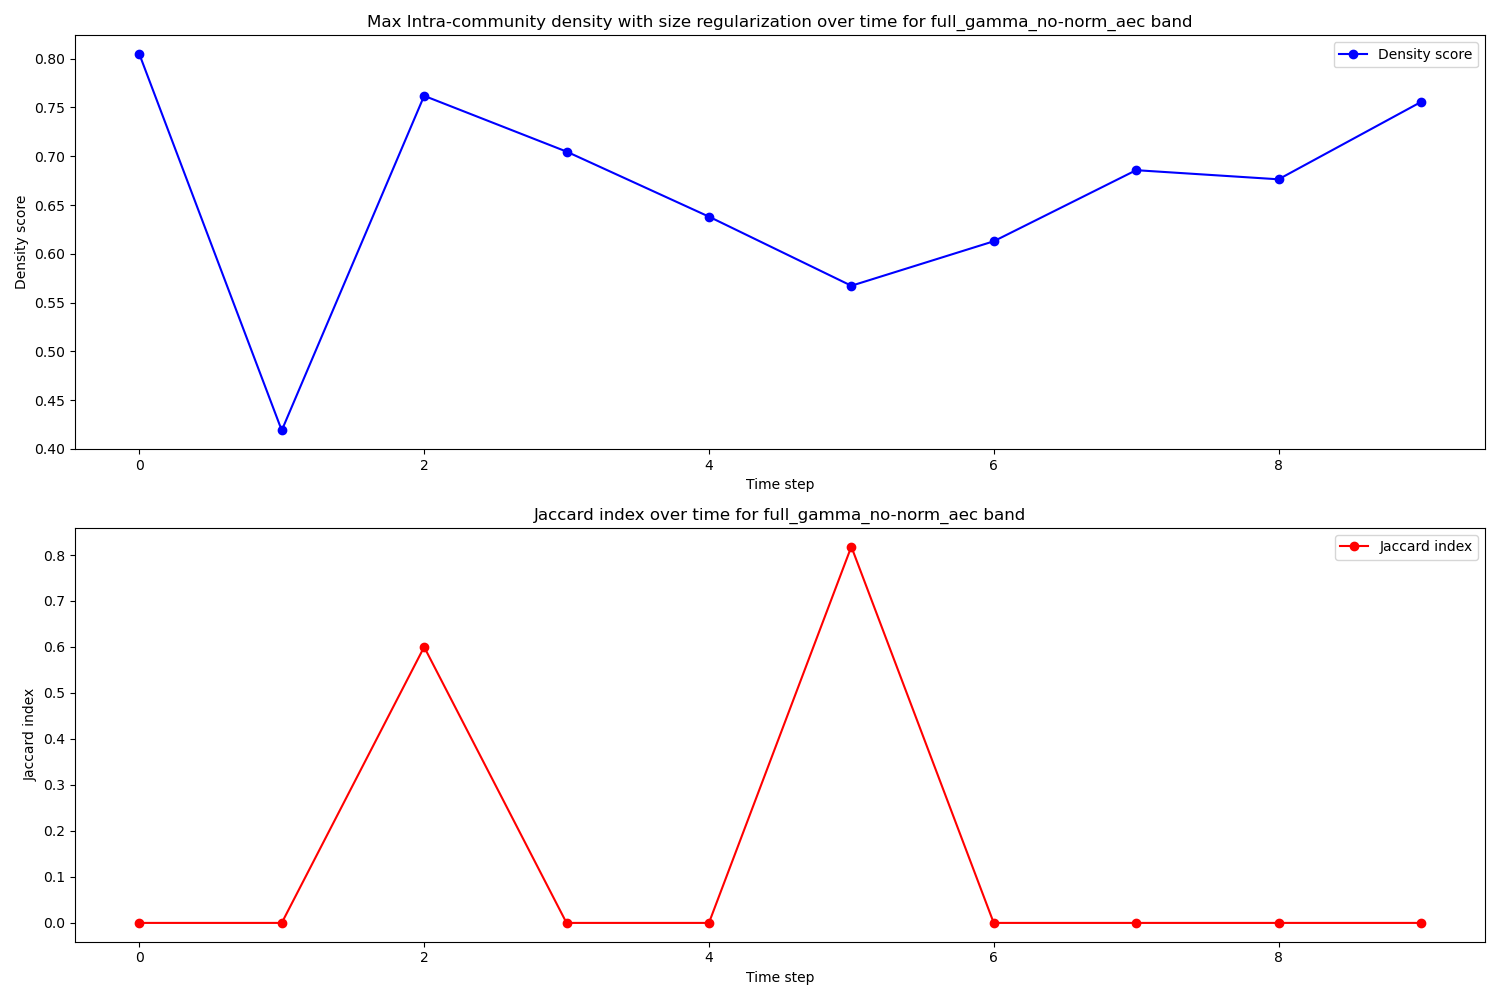 Max Intra-community density with size regularization over time for full_gamma_no-norm_aec band
Density score
0.80
0.75
0.70
0.65
0.60
0.55
0.50
0.45
0.40
Density score
0 2 4 6 8
Time step
Jaccard index over time for full_gamma_no-norm_aec band
Jaccard index
0.8
0.7
0.6
0.5
0.4
0.3
0.2
0.1
0.0
Jaccard index
0 2 4 6 8
Time step